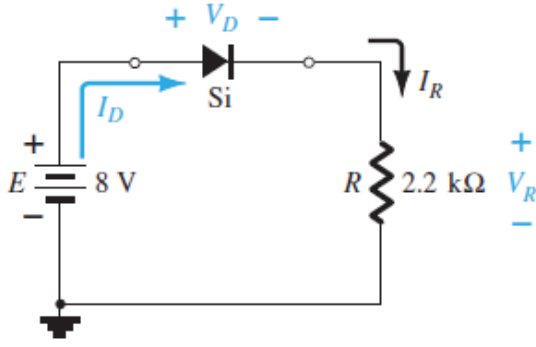 + V_D −
I_D
Si
I_R
+
E
8 V
−
R
2.2 kΩ
+
V_R
−